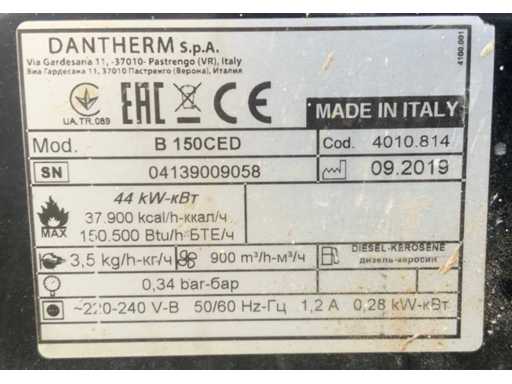 DANTHERM S.p.A.
Via Gardesana 11, -37010- Pastrengo (VR), Italy
Виа Гардесана 11, 37010 Пастренго (Верона), Италия
4100.001
UA.TR.089
EAC CE
MADE IN ITALY
Mod. B 150CED Cod. 4010.814
SN 04139009058 09.2019
44 kW-кВт
37.900 kcal/h-ккал/ч
MAX 150.500 Btu/h-БТЕ/ч
3,5 kg/h-кг/ч 900 m³/h-м³/ч DIESEL-KEROSENE
дизель-керосин
0,34 bar-бар
~220-240 V-В 50/60 Hz-Гц 1,2 A 0,28 kW-кВт